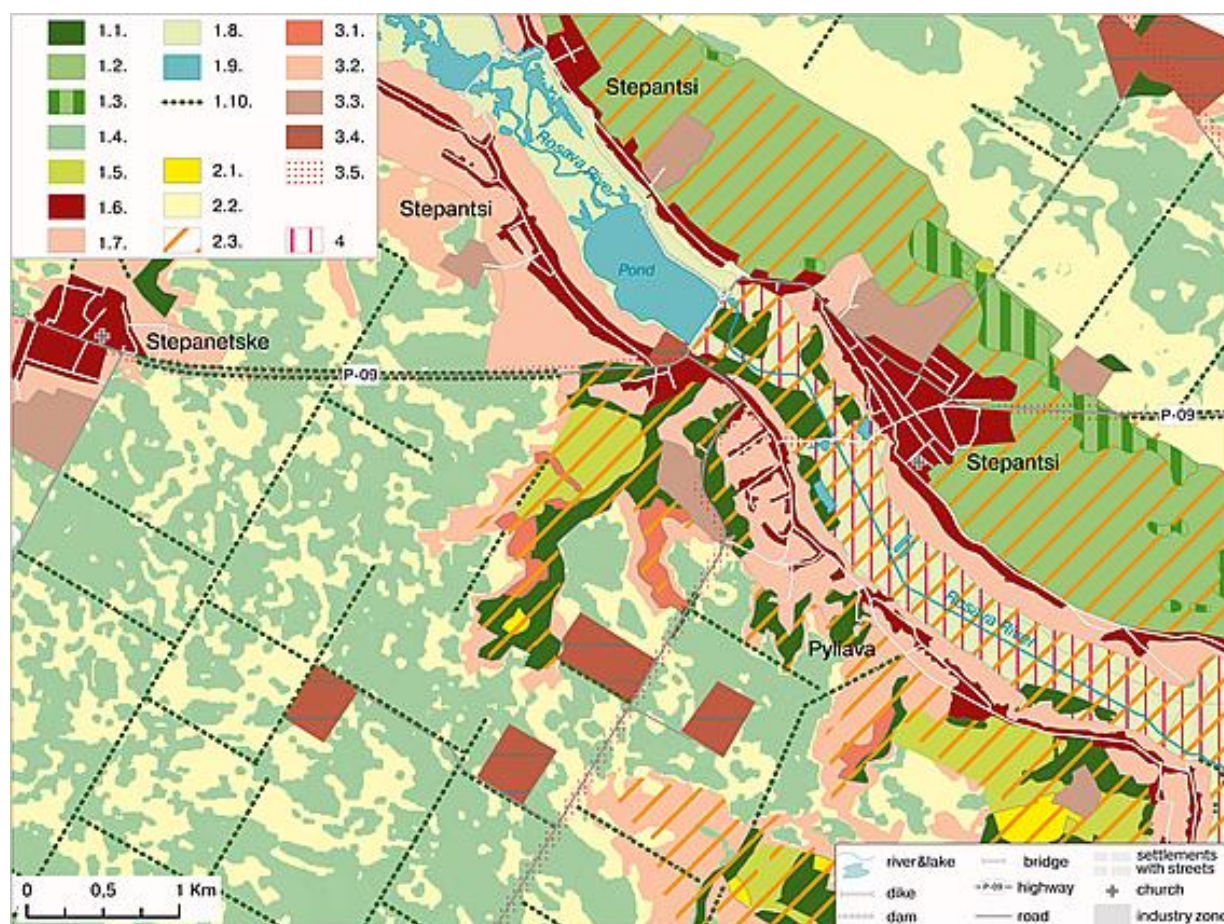 1.1.
1.2.
1.3.
1.4.
1.5.
1.6.
1.7.
1.8.
1.9.
1.10.
2.1.
2.2.
2.3.
3.1.
3.2.
3.3.
3.4.
3.5.
4
Stepantsi
Rosava River
Stepantsi
Pond
Stepanetske
P-09
P-09
Stepantsi
Rosava River
Pyliava
0 0,5 1 Km
river&lake
dike
dam
bridge
P-09 highway
road
settlements
with streets
church
industry zone